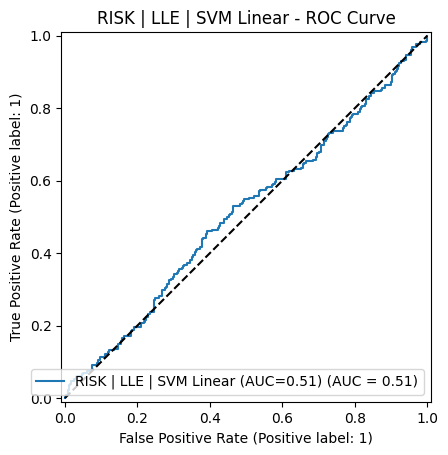 RISK | LLE | SVM Linear - ROC Curve
1.0
0.8
0.6
0.4
0.2
0.0
True Positive Rate (Positive label: 1)
RISK | LLE | SVM Linear (AUC=0.51) (AUC = 0.51)
0.0 0.2 0.4 0.6 0.8 1.0
False Positive Rate (Positive label: 1)